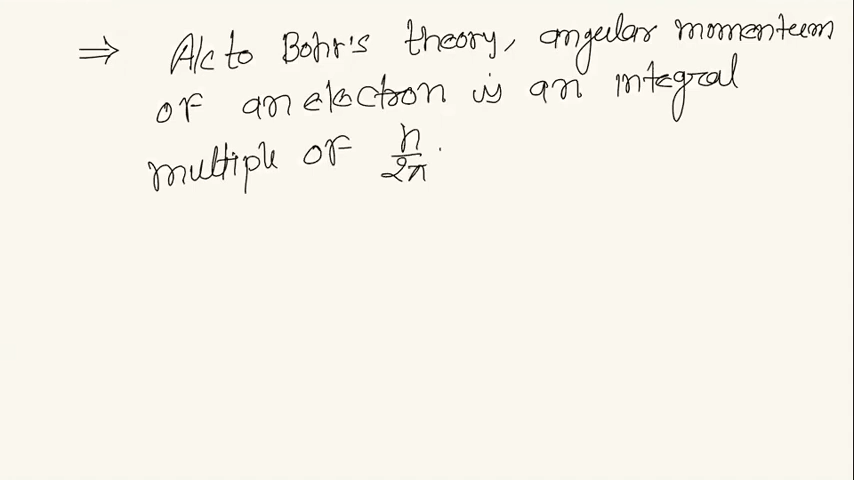 ⇒ A/c to Bohr's theory, angular momentum
of an electron is an integral
multiple of h/2π.